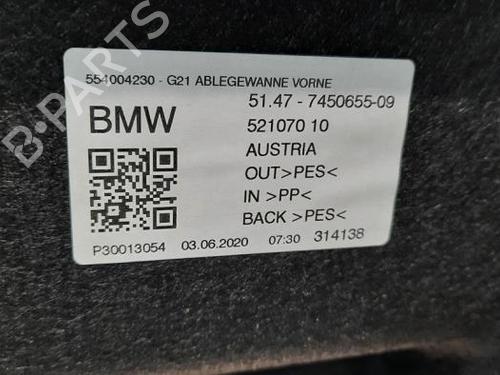 554004230 - G21 ABLEGEWANNE VORNE
BMW
51.47 - 7450655-09
521070 10
AUSTRIA
OUT>PES<
IN >PP<
BACK >PES<
P30013054 03.06.2020 07:30 314138
B-PARTS